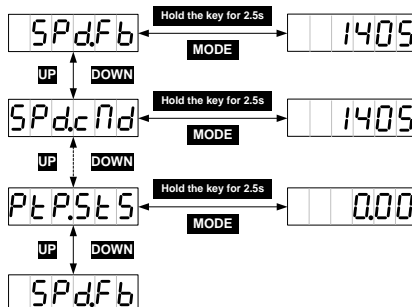 Hold the key for 2.5s
SPd.Fb 1405
MODE
UP DOWN
Hold the key for 2.5s
SPd.cMd 1405
MODE
UP DOWN
Hold the key for 2.5s
PtP.StS 0.00
MODE
UP DOWN
SPd.Fb